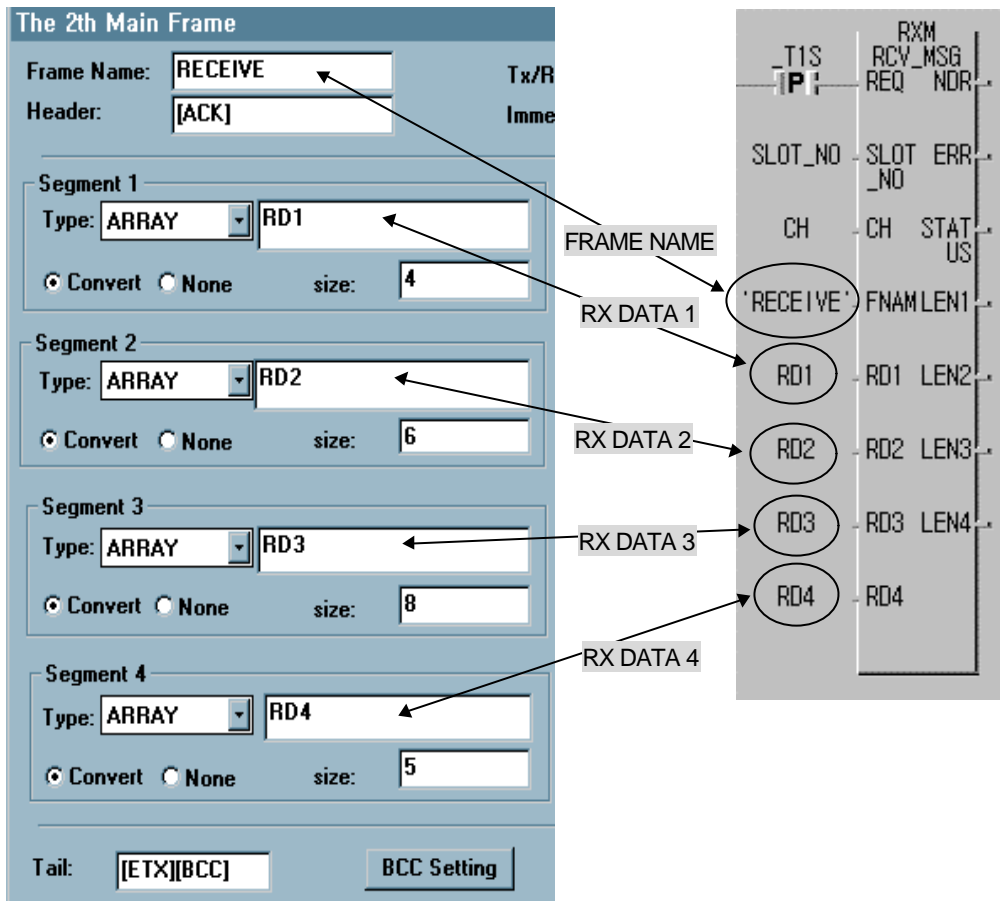 The 2th Main Frame
Frame Name: RECEIVE Tx/R
Header: [ACK] Imme
Segment 1
Type: ARRAY RD1
Convert None size: 4
Segment 2
Type: ARRAY RD2
Convert None size: 6
Segment 3
Type: ARRAY RD3
Convert None size: 8
Segment 4
Type: ARRAY RD4
Convert None size: 5
Tail: [ETX][BCC] BCC Setting
FRAME NAME
RX DATA 1
RX DATA 2
RX DATA 3
RX DATA 4
RXM
_T1S RCV_MSG
P REQ NDR
SLOT_NO SLOT ERR
_NO
CH CH STAT
US
'RECEIVE' FNAM LEN1
RD1 RD1 LEN2
RD2 RD2 LEN3
RD3 RD3 LEN4
RD4 RD4